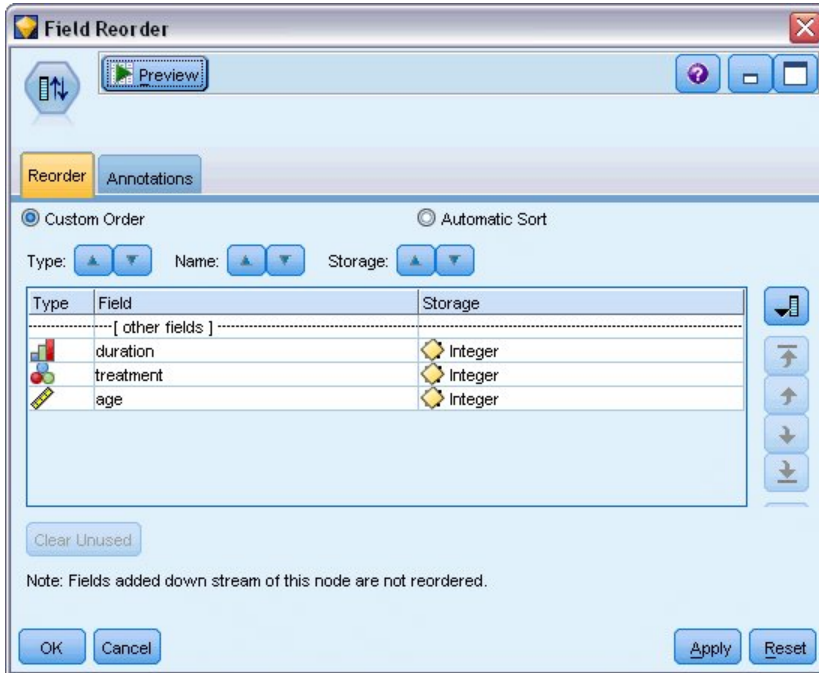 Field Reorder
Preview
Reorder Annotations
Custom Order Automatic Sort
Type: Name: Storage:
Type Field Storage
[ other fields ]
duration Integer
treatment Integer
age Integer
Clear Unused
Note: Fields added down stream of this node are not reordered.
OK Cancel Apply Reset